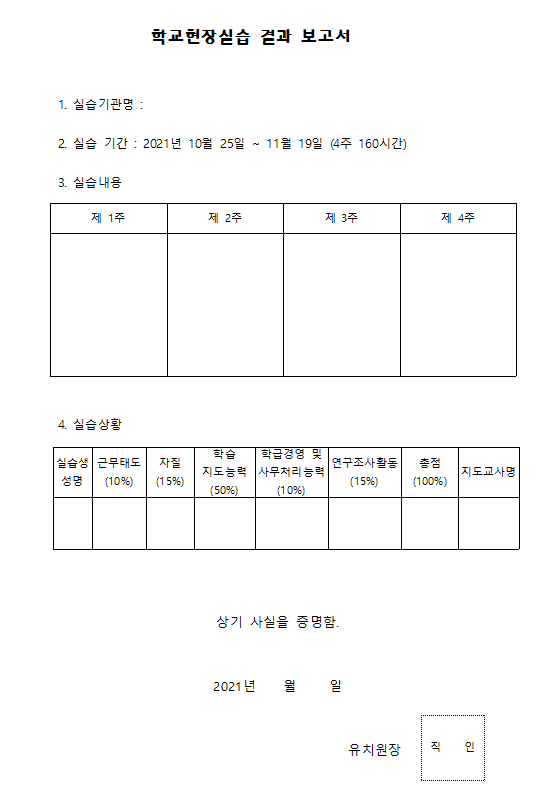 학교현장실습 결과 보고서
1. 실습기관명 :
2. 실습 기간 : 2021년 10월 25일 ~ 11월 19일 (4주 160시간)
3. 실습내용
제 1주 제 2주 제 3주 제 4주
4. 실습상황
실습생 성명 근무태도 (10%) 자질 (15%) 학습 지도능력 (50%) 학급경영 및 사무처리능력 (10%) 연구조사활동 (15%) 총점 (100%) 지도교사명
상기 사실을 증명함.
2021년 월 일
유치원장 직 인